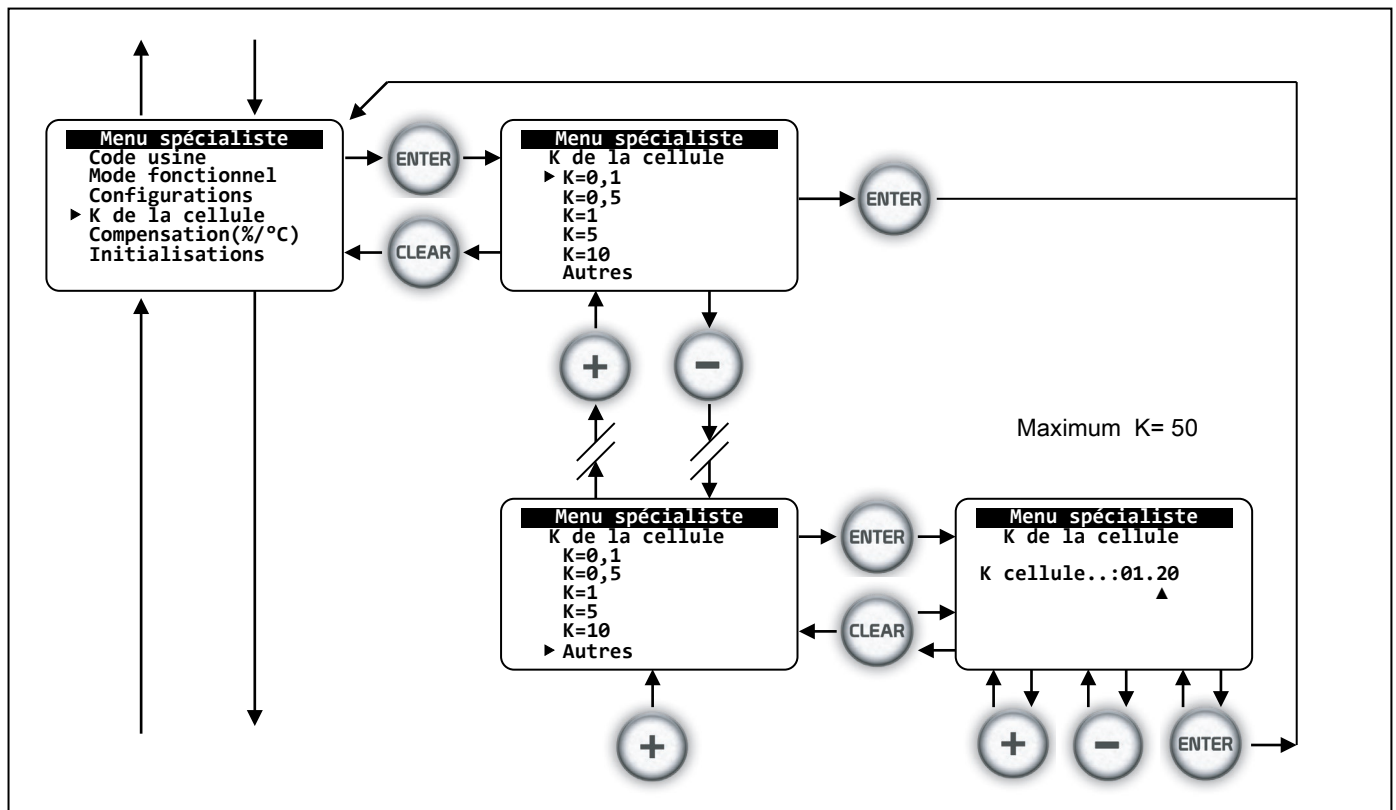 Menu spécialiste
Code usine
Mode fonctionnel
Configurations
K de la cellule
Compensation(%/°C)
Initialisations
ENTER
CLEAR
Menu spécialiste
K de la cellule
K=0,1
K=0,5
K=1
K=5
K=10
Autres
ENTER
+
−
Maximum K= 50
Menu spécialiste
K de la cellule
K=0,1
K=0,5
K=1
K=5
K=10
Autres
ENTER
CLEAR
Menu spécialiste
K de la cellule
K cellule..:01.20
+
+
−
ENTER